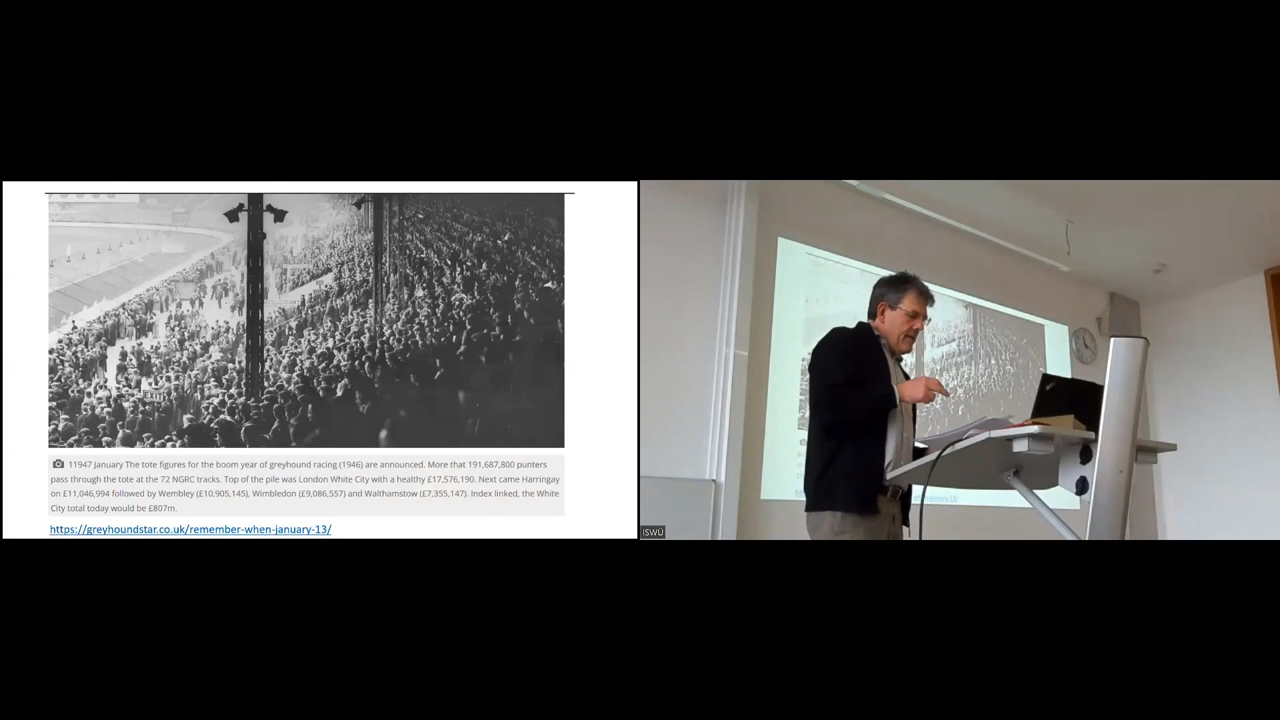 11947 January The tote figures for the boom year of greyhound racing (1946) are announced. More that 191,687,800 punters
pass through the tote at the 72 NGRC tracks. Top of the pile was London White City with a healthy £17,576,190. Next came Harringay
on £11,046,994 followed by Wembley (£10,905,145), Wimbledon (£9,086,557) and Walthamstow (£7,355,147). Index linked, the White
City total today would be £807m.
https://greyhoundstar.co.uk/remember-when-january-13/
ISWÜ